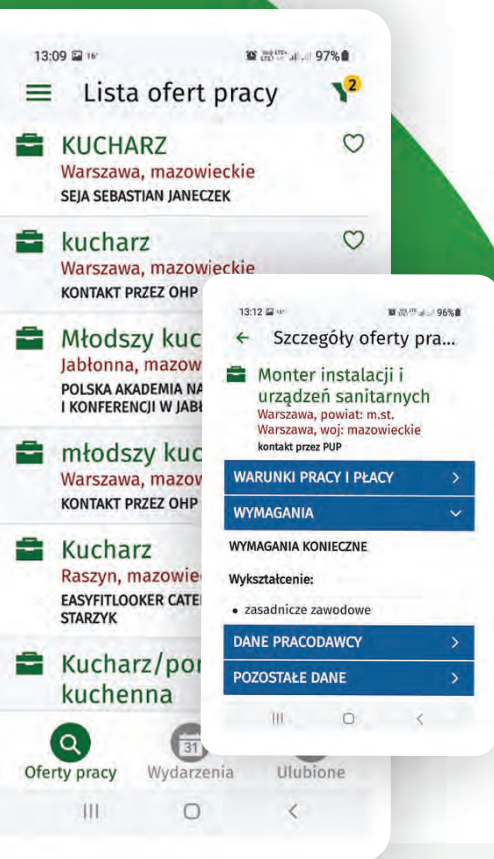 13:09 16° 97%
Lista ofert pracy 2
KUCHARZ
Warszawa, mazowieckie
SEJA SEBASTIAN JANECZEK
kucharz
Warszawa, mazowieckie
KONTAKT PRZEZ OHP
Młodszy kuc
Jabłonna, mazow
POLSKA AKADEMIA NA
I KONFERENCJI W JABŁ
młodszy kuc
Warszawa, mazow
KONTAKT PRZEZ OHP
Kucharz
Raszyn, mazowie
EASYFITLOOKER CATE
STARZYK
Kucharz/po
kuchenna
31
Oferty pracy Wydarzenia Ulubione
13:12 96%
Szczegóły oferty pra...
Monter instalacji i
urządzeń sanitarnych
Warszawa, powiat: m.st.
Warszawa, woj: mazowieckie
kontakt przez PUP
WARUNKI PRACY I PŁACY
WYMAGANIA
WYMAGANIA KONIECZNE
Wykształcenie:
• zasadnicze zawodowe
DANE PRACODAWCY
POZOSTAŁE DANE